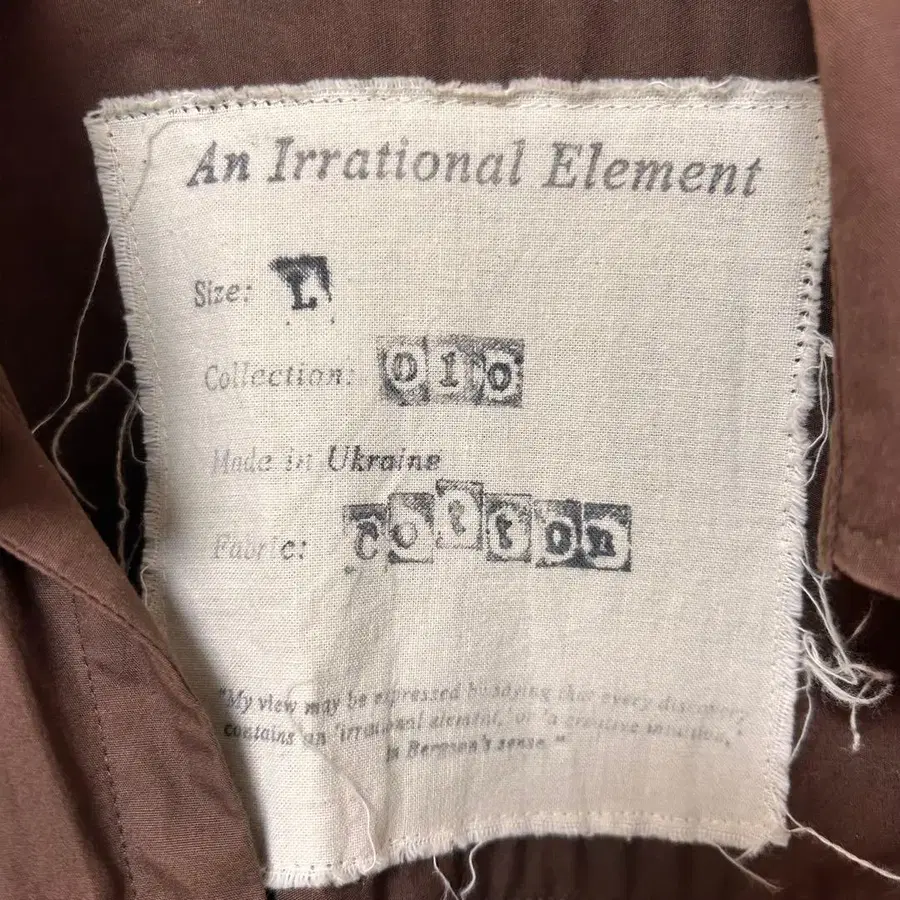 An Irrational Element
Size: L
Collection: 010
Made in Ukraine
Fabric: Cotton
"My view may be expressed by saying that every discovery
contains an 'irrational element,' or 'a creative intuition,'
in Bergson's sense."